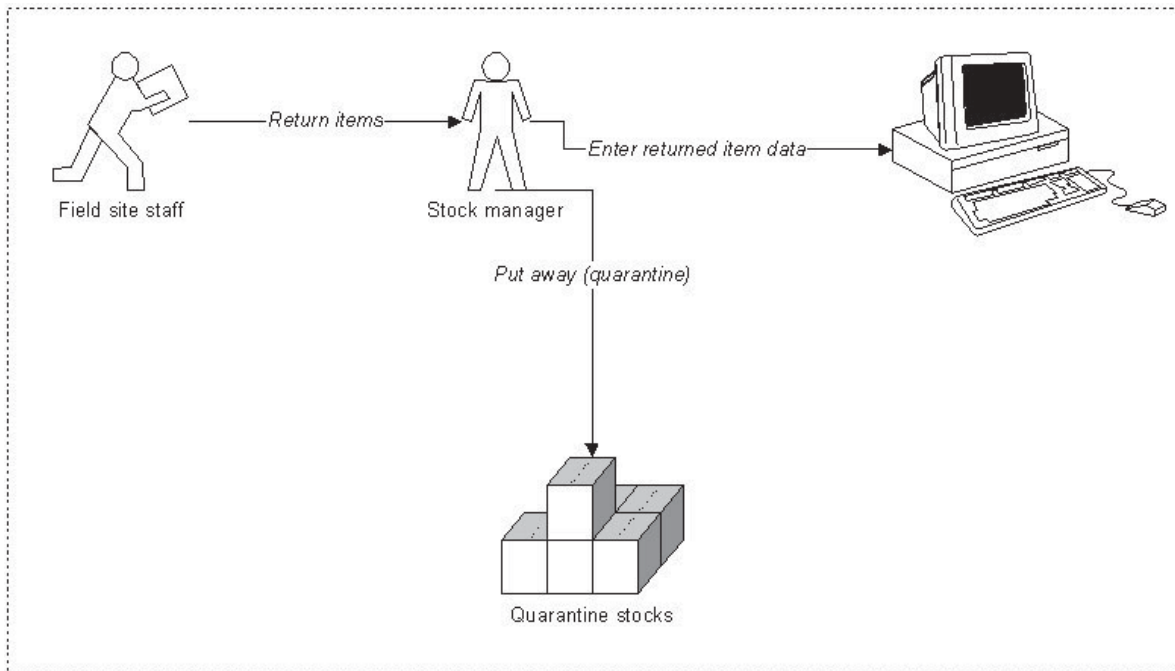 Return items
Enter returned item data
Field site staff
Stock manager
Put away (quarantine)
Quarantine stocks